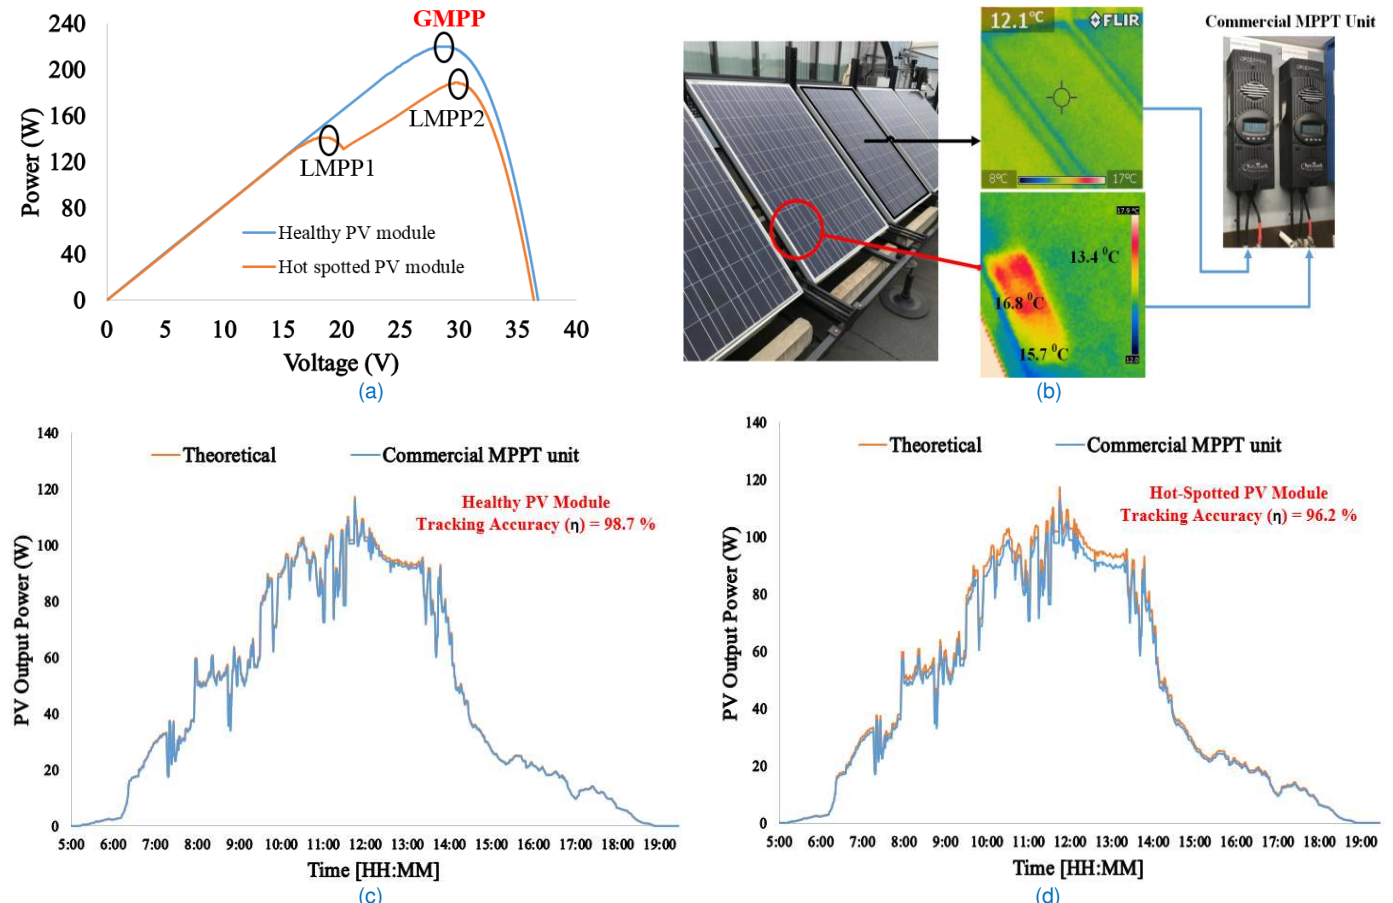 240
200
160
120
80
40
0
Power (W)
GMPP
LMPP2
LMPP1
Healthy PV module
Hot spotted PV module
0 5 10 15 20 25 30 35 40
Voltage (V)
(a)
12.1°C
FLIR
8°C 17°C
17.9 °C
13.4 ⁰C
16.8 ⁰C
15.7 ⁰C
12.0
Commercial MPPT Unit
(b)
140
120
100
80
60
40
20
0
PV Output Power (W)
Theoretical Commercial MPPT unit
Healthy PV Module
Tracking Accuracy (η) = 98.7 %
5:00 6:00 7:00 8:00 9:00 10:00 11:00 12:00 13:00 14:00 15:00 16:00 17:00 18:00 19:00
Time [HH:MM]
(c)
140
120
100
80
60
40
20
0
PV Output Power (W)
Theoretical Commercial MPPT unit
Hot-Spotted PV Module
Tracking Accuracy (η) = 96.2 %
5:00 6:00 7:00 8:00 9:00 10:00 11:00 12:00 13:00 14:00 15:00 16:00 17:00 18:00 19:00
Time [HH:MM]
(d)